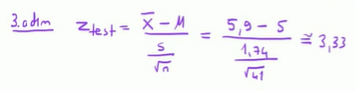 3.adım Z_test = (x̄ - M) / (s / √n) = (5,9 - 5) / (1,74 / √41) ≅ 3,33